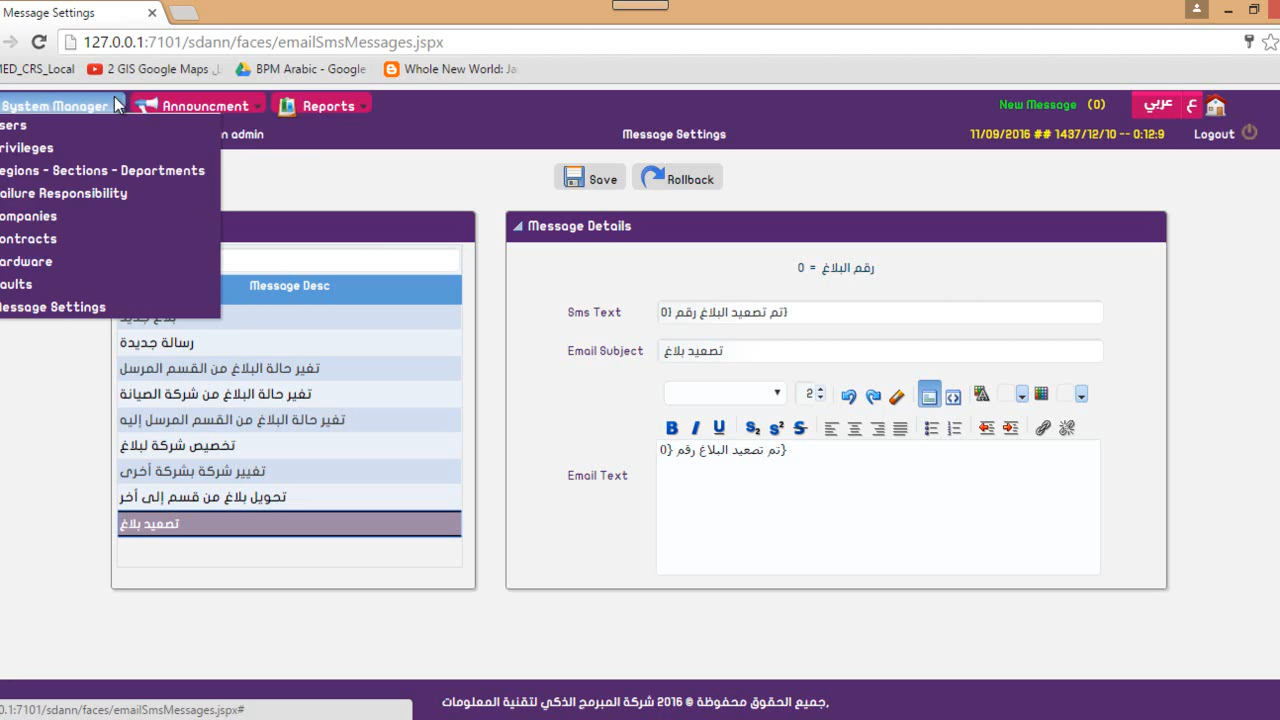 Message Settings
127.0.0.1:7101/sdann/faces/emailSmsMessages.jspx
MED_CRS_Local
2 GIS Google Maps
BPM Arabic - Google
Whole New World:
System Manager
Announcment
Reports
New Message (0)
عربي
ع
sers
n admin
Message Settings
11/09/2016 ## 1437/12/10 -- 0:12:9
Logout
rivileges
egions - Sections - Departments
ailure Responsibility
ompanies
ontracts
ardware
aults
essage Settings
Save
Rollback
Message Details
رقم البلاغ = 0
Message Desc
Sms Text
تم تصعيد البلاغ رقم {0}
Email Subject
تصعيد بلاغ
2
Email Text
تم تصعيد البلاغ رقم {0}
بلاغ جديد
رسالة جديدة
تغير حالة البلاغ من القسم المرسل
تغير حالة البلاغ من شركة الصيانة
تغير حالة البلاغ من القسم المرسل إليه
تخصيص شركة لبلاغ
تغيير شركة بشركة أخرى
تحويل بلاغ من قسم إلى أخر
تصعيد بلاغ
جميع الحقوق محفوظة © 2016 شركة المبرمج الذكي لتقنية المعلومات,
0.1:7101/sdann/faces/emailSmsMessages.jspx#